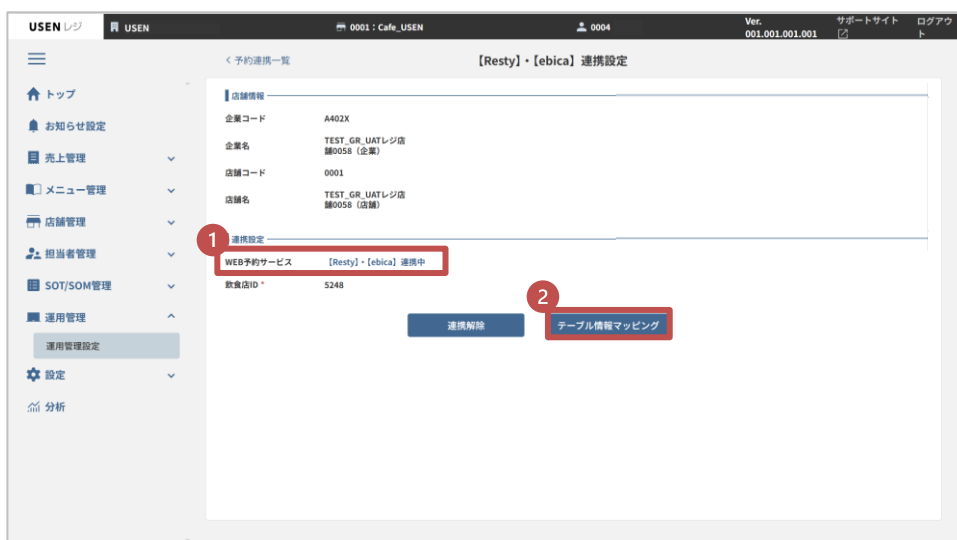 USEN レジ
USEN
0001：Cafe_USEN
0004
Ver.
001.001.001.001
サポートサイト
ログアウ
ト
< 予約連携一覧
【Resty】・【ebica】連携設定
トップ
お知らせ設定
売上管理
メニュー管理
店舗管理
担当者管理
SOT/SOM管理
運用管理
運用管理設定
設定
分析
店舗情報
企業コード A402X
企業名 TEST_GR_UATレジ店
舗0058（企業）
店舗コード 0001
店舗名 TEST_GR_UATレジ店
舗0058（店舗）
1
連携設定
WEB予約サービス 【Resty】・【ebica】連携中
飲食店ID * 5248
2
連携解除
テーブル情報マッピング